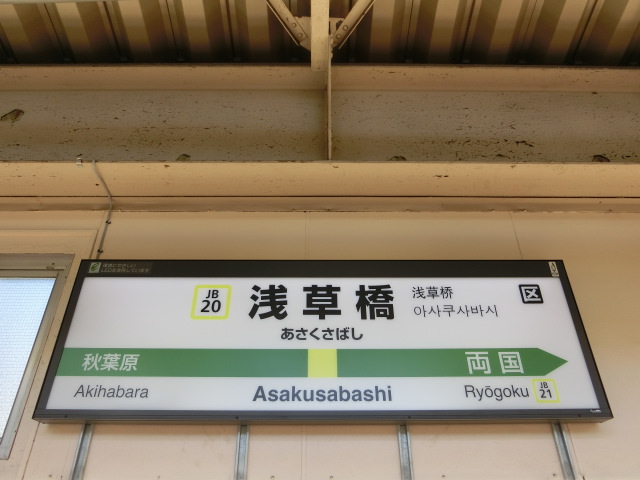 JB
20
浅草橋
浅草桥
아사쿠사바시
区
あさくさばし
秋葉原
両国
Akihabara
Asakusabashi
Ryōgoku
JB
21